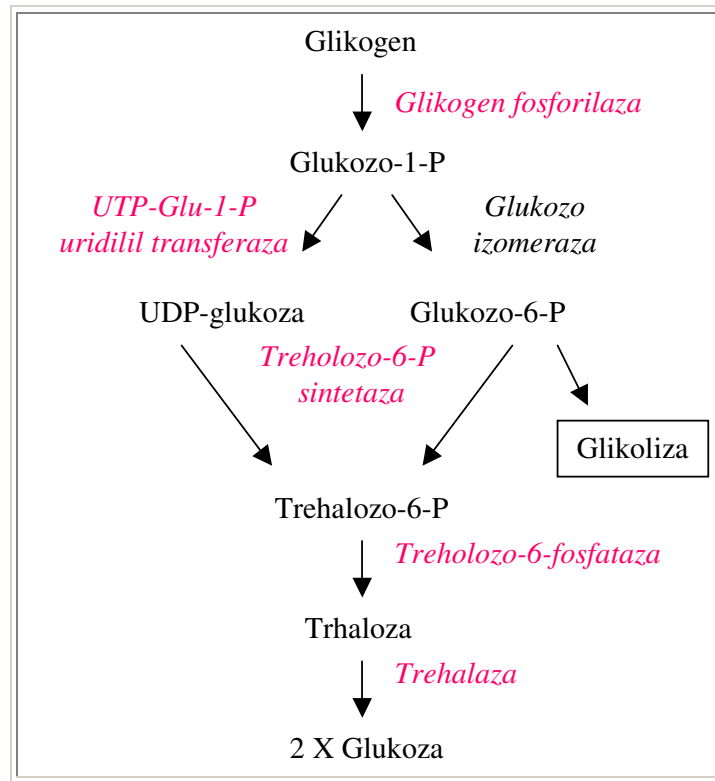 Glikogen
Glikogen fosforilaza
Glukozo-1-P
UTP-Glu-1-P
uridilil transferaza
Glukozo
izomeraza
UDP-glukoza
Glukozo-6-P
Treholozo-6-P
sintetaza
Glikoliza
Trehalozo-6-P
Treholozo-6-fosfataza
Trhaloza
Trehalaza
2 X Glukoza